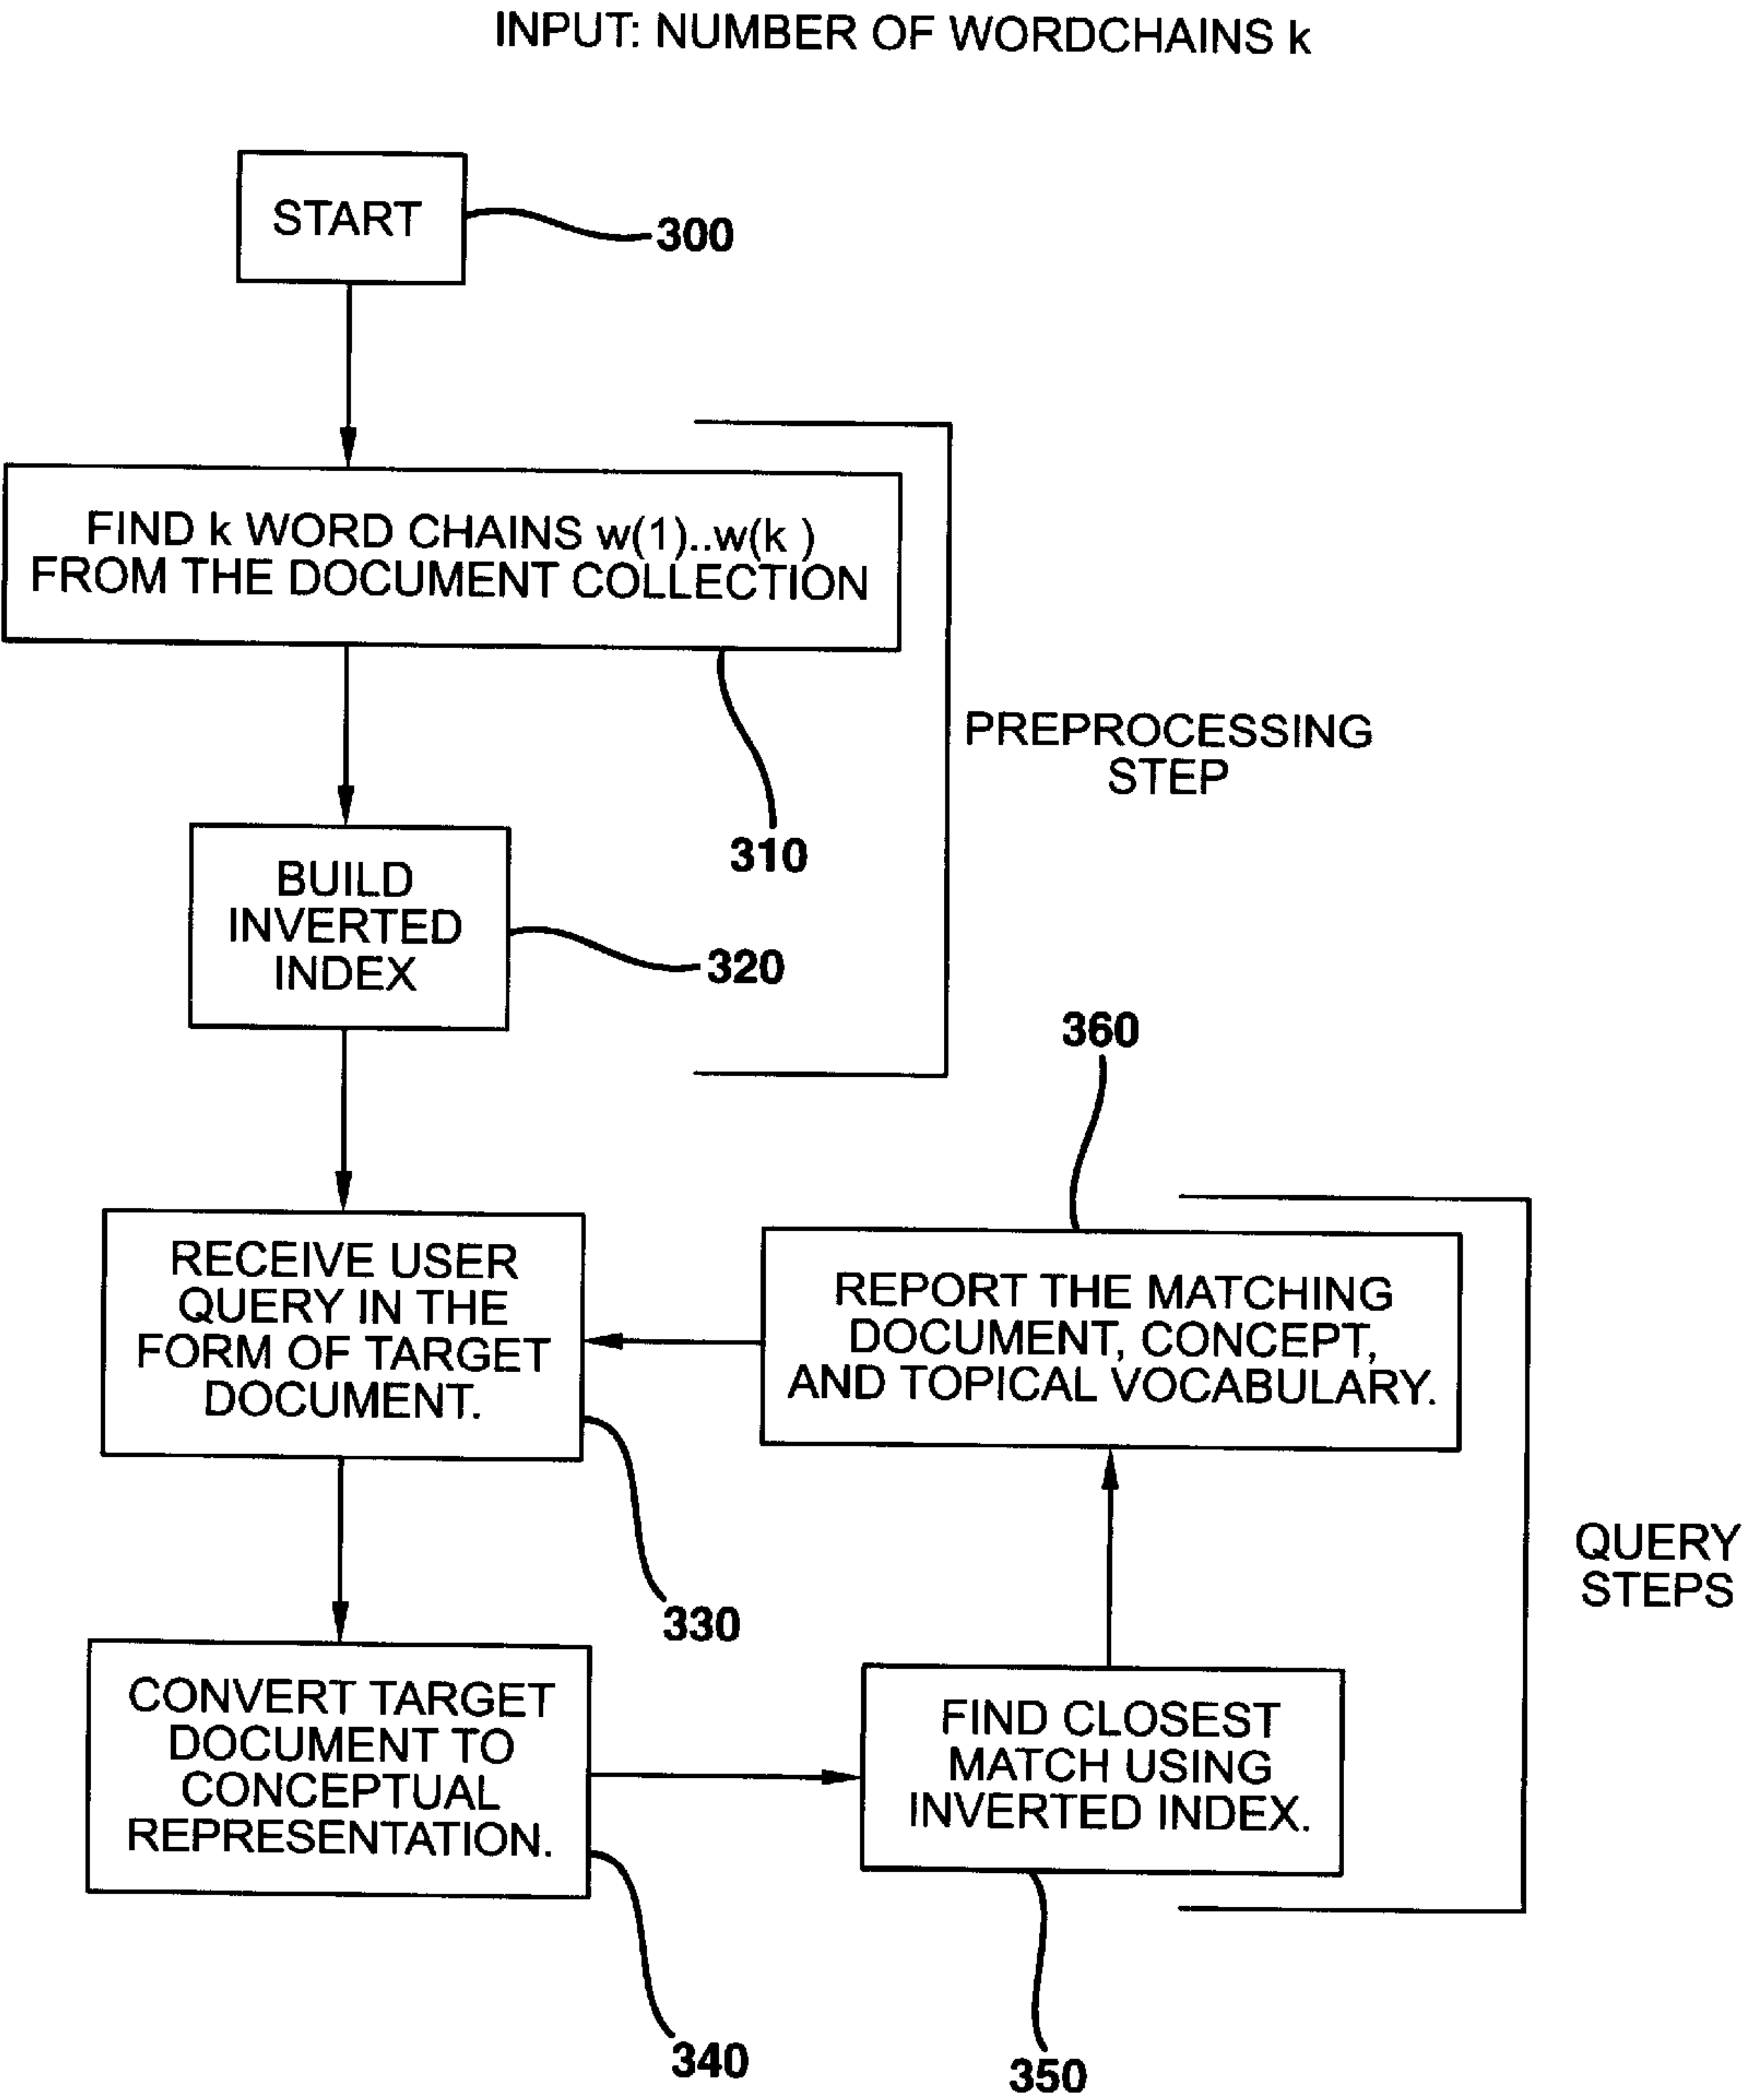 INPUT: NUMBER OF WORDCHAINS k
START
300
FIND k WORD CHAINS w(1)..w(k )
FROM THE DOCUMENT COLLECTION
310
PREPROCESSING
STEP
BUILD
INVERTED
INDEX
320
360
RECEIVE USER
QUERY IN THE
FORM OF TARGET
DOCUMENT.
330
REPORT THE MATCHING
DOCUMENT, CONCEPT,
AND TOPICAL VOCABULARY.
QUERY
STEPS
CONVERT TARGET
DOCUMENT TO
CONCEPTUAL
REPRESENTATION.
340
FIND CLOSEST
MATCH USING
INVERTED INDEX.
350